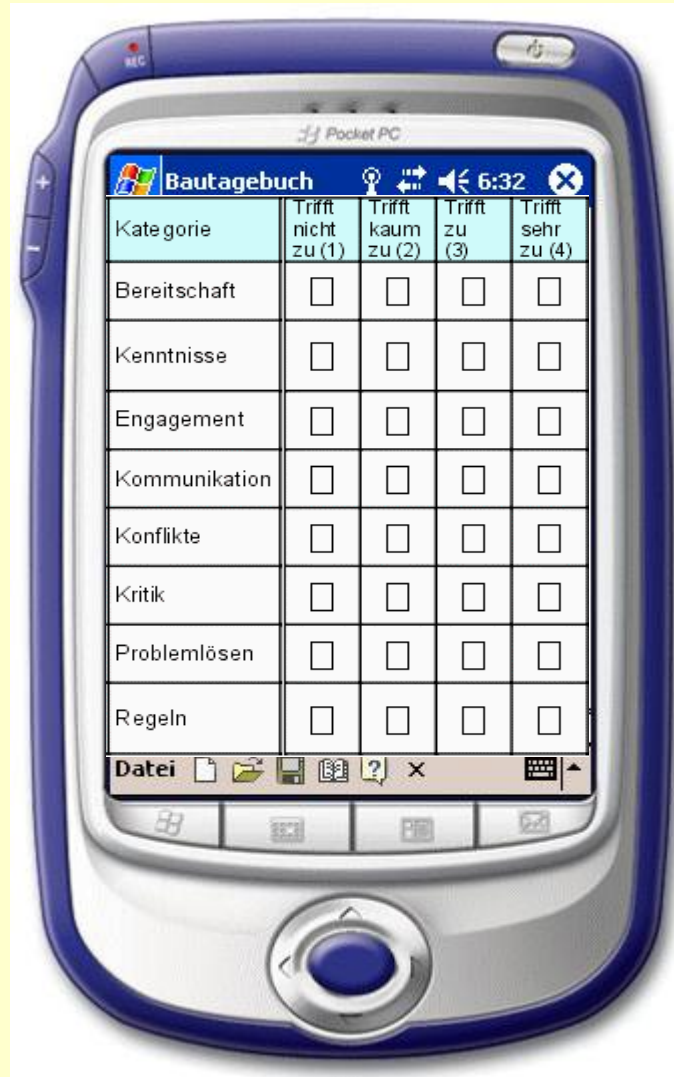 REC
Pocket PC
Bautagebuch 6:32
Kategorie Trifft nicht zu (1) Trifft kaum zu (2) Trifft zu (3) Trifft sehr zu (4)
Bereitschaft
Kenntnisse
Engagement
Kommunikation
Konflikte
Kritik
Problemlösen
Regeln
Datei